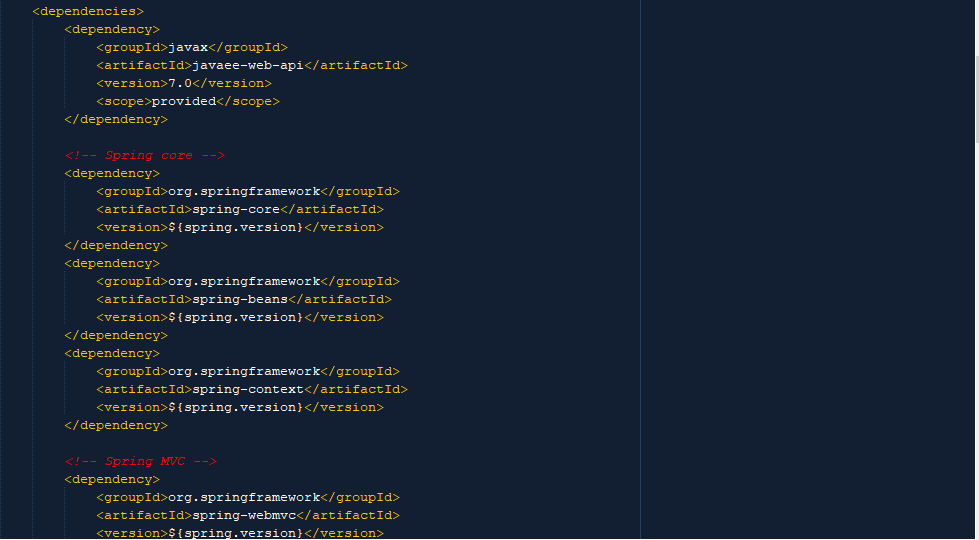 <dependencies>
<dependency>
<groupId>javax</groupId>
<artifactId>javaee-web-api</artifactId>
<version>7.0</version>
<scope>provided</scope>
</dependency>
<!-- Spring core -->
<dependency>
<groupId>org.springframework</groupId>
<artifactId>spring-core</artifactId>
<version>${spring.version}</version>
</dependency>
<dependency>
<groupId>org.springframework</groupId>
<artifactId>spring-beans</artifactId>
<version>${spring.version}</version>
</dependency>
<dependency>
<groupId>org.springframework</groupId>
<artifactId>spring-context</artifactId>
<version>${spring.version}</version>
</dependency>
<!-- Spring MVC -->
<dependency>
<groupId>org.springframework</groupId>
<artifactId>spring-webmvc</artifactId>
<version>${spring.version}</version>